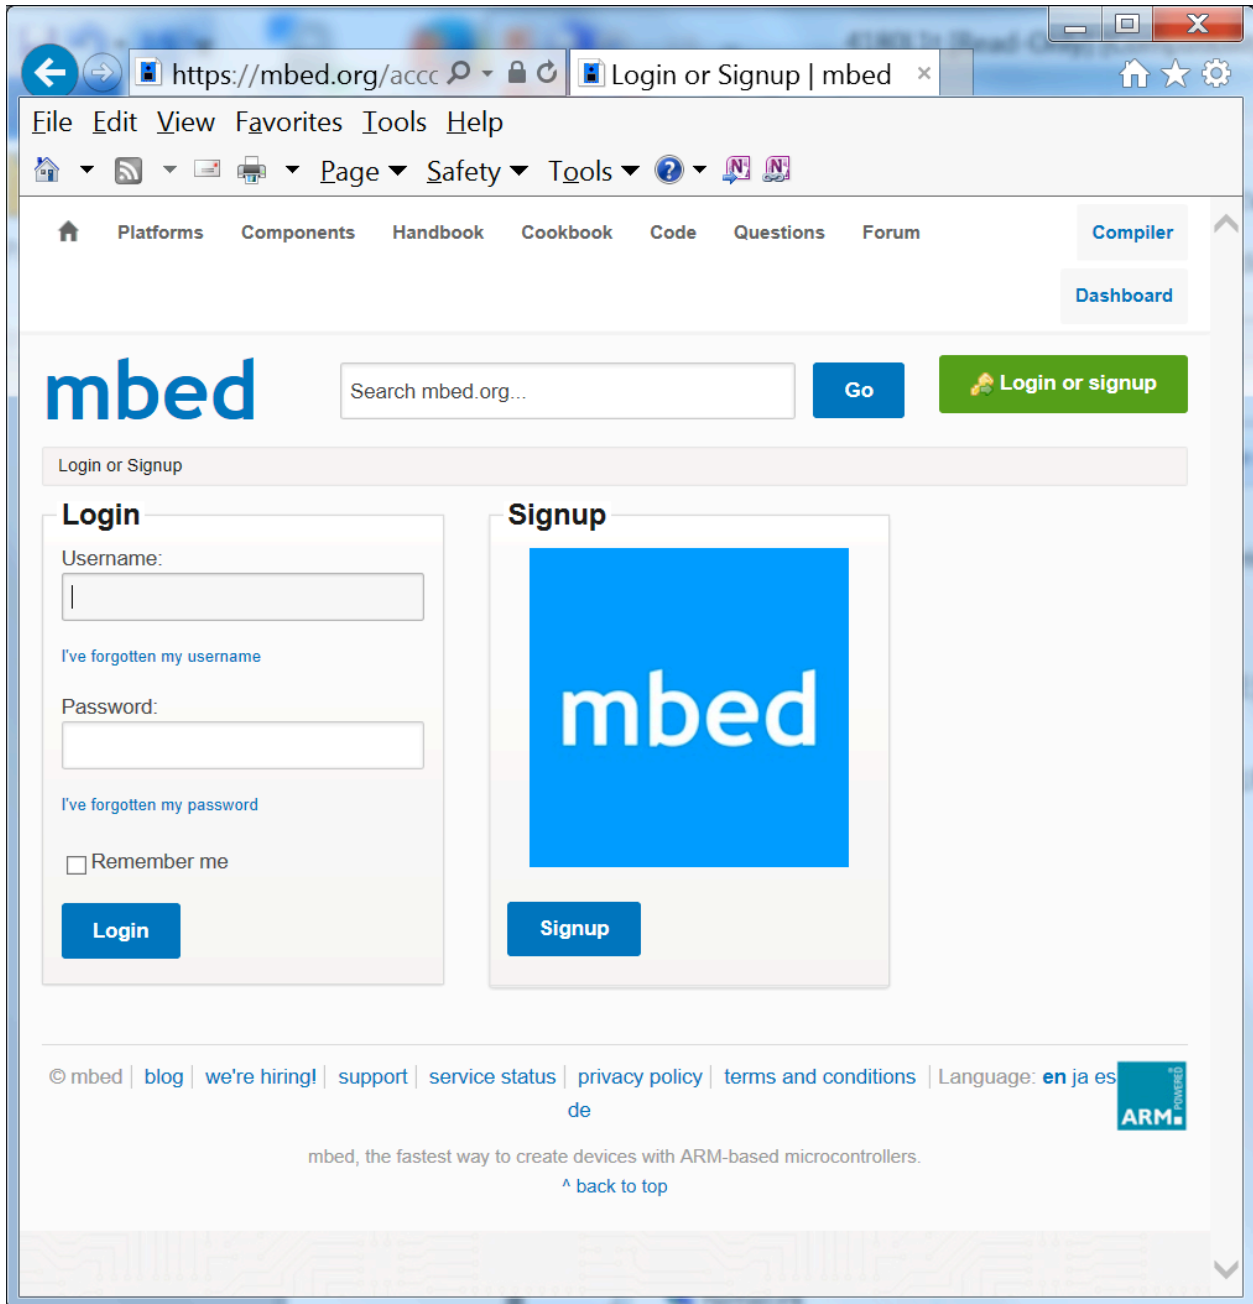 https://mbed.org/accc
Login or Signup | mbed
File Edit View Favorites Tools Help
Page Safety Tools
Platforms Components Handbook Cookbook Code Questions Forum Compiler
Dashboard
mbed
Search mbed.org...
Go
Login or signup
Login or Signup
Login
Username:
I've forgotten my username
Password:
I've forgotten my password
Remember me
Login
Signup
mbed
Signup
© mbed | blog | we're hiring! | support | service status | privacy policy | terms and conditions | Language: en ja es
de
ARM POWERED
mbed, the fastest way to create devices with ARM-based microcontrollers.
^ back to top